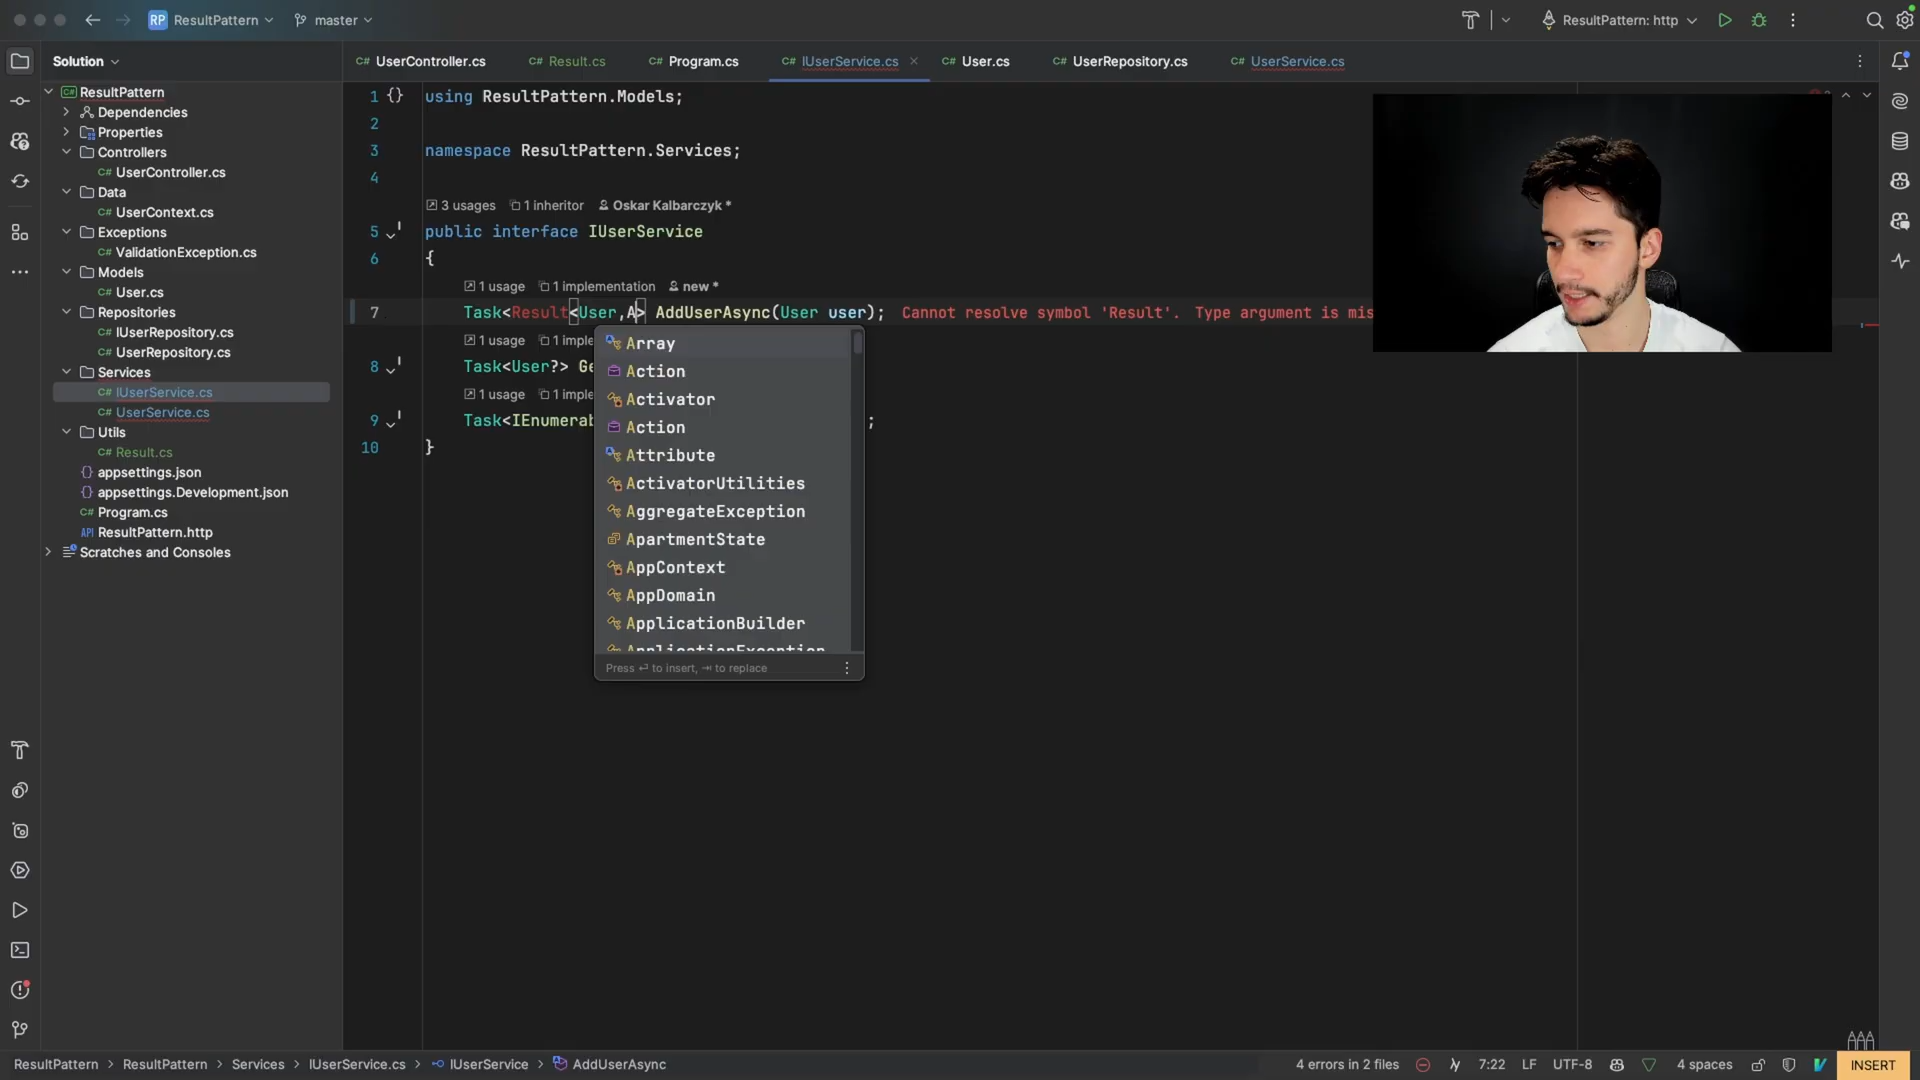 RP ResultPattern master ResultPattern: http
Solution
UserController.cs Result.cs Program.cs IUserService.cs User.cs UserRepository.cs UserService.cs
ResultPattern
Dependencies
Properties
Controllers
C# UserController.cs
Data
C# UserContext.cs
Exceptions
C# ValidationException.cs
Models
C# User.cs
Repositories
C# IUserRepository.cs
C# UserRepository.cs
Services
C# IUserService.cs
C# UserService.cs
Utils
C# Result.cs
{} appsettings.json
{} appsettings.Development.json
C# Program.cs
API ResultPattern.http
Scratches and Consoles
1 {} using ResultPattern.Models;
2
3 namespace ResultPattern.Services;
4
3 usages 1 inheritor Oskar Kalbarczyk *
5 public interface IUserService
6 {
1 usage 1 implementation new *
7 Task<Result<User,A> AddUserAsync(User user); Cannot resolve symbol 'Result'. Type argument is mis
1 usage 1 imple
8 Task<User?> Ge
1 usage 1 imple
9 Task<IEnumerab ;
10 }
Array
Action
Activator
Action
Attribute
ActivatorUtilities
AggregateException
ApartmentState
AppContext
AppDomain
ApplicationBuilder
ApplicationException
Press ↵ to insert, ⇥ to replace
ResultPattern > ResultPattern > Services > IUserService.cs > IUserService > AddUserAsync 4 errors in 2 files 7:22 LF UTF-8 4 spaces INSERT